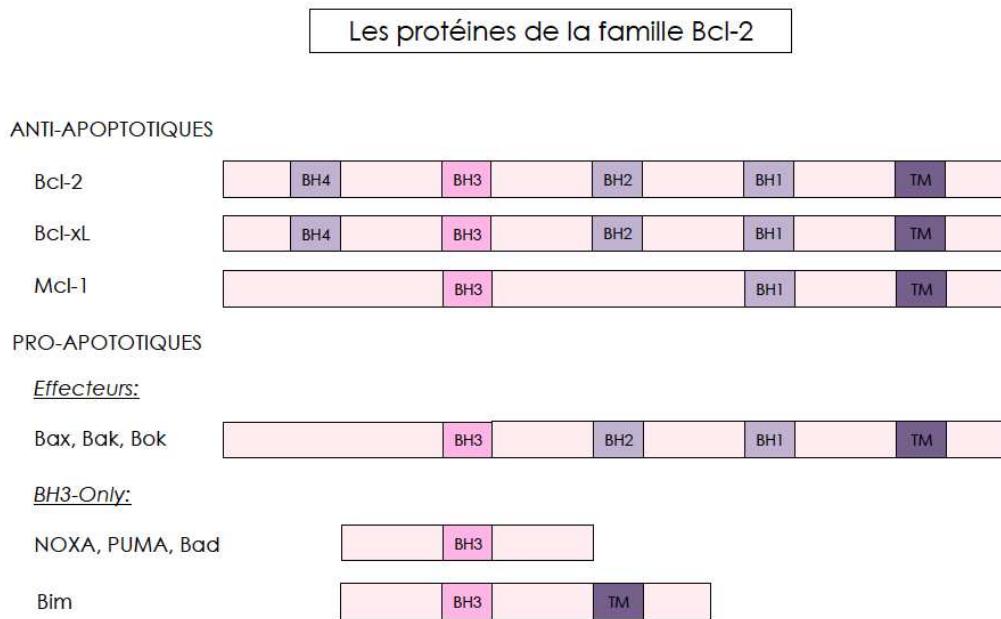 Les protéines de la famille Bcl-2
ANTI-APOPTOTIQUES
Bcl-2 BH4 BH3 BH2 BH1 TM
Bcl-xL BH4 BH3 BH2 BH1 TM
Mcl-1 BH3 BH1 TM
PRO-APOTOTIQUES
Effecteurs:
Bax, Bak, Bok BH3 BH2 BH1 TM
BH3-Only:
NOXA, PUMA, Bad BH3
Bim BH3 TM